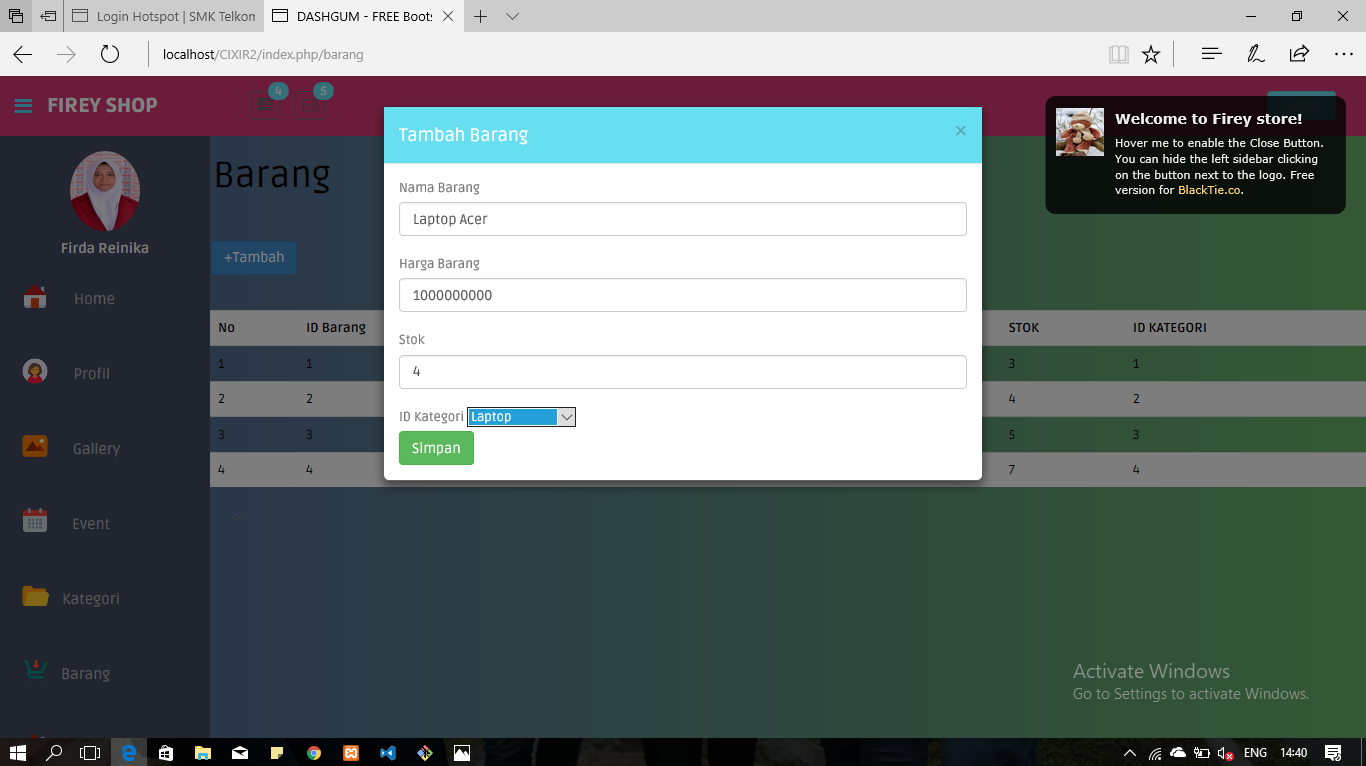 Login Hotspot | SMK Telkom
DASHGUM - FREE Boots
localhost/CIXIR2/index.php/barang
FIREY SHOP
4
5
Tambah Barang
×
Welcome to Firey store!
Hover me to enable the Close Button.
You can hide the left sidebar clicking
on the button next to the logo. Free
version for BlackTie.co.
Firda Reinika
Home
Profil
Gallery
Event
Kategori
Barang
Barang
+Tambah
Nama Barang
Laptop Acer
Harga Barang
1000000000
Stok
4
ID Kategori Laptop
Simpan
No ID Barang STOK ID KATEGORI
1 1 3 1
2 2 4 2
3 3 5 3
4 4 7 4
-->
Activate Windows
Go to Settings to activate Windows.
ENG 14:40